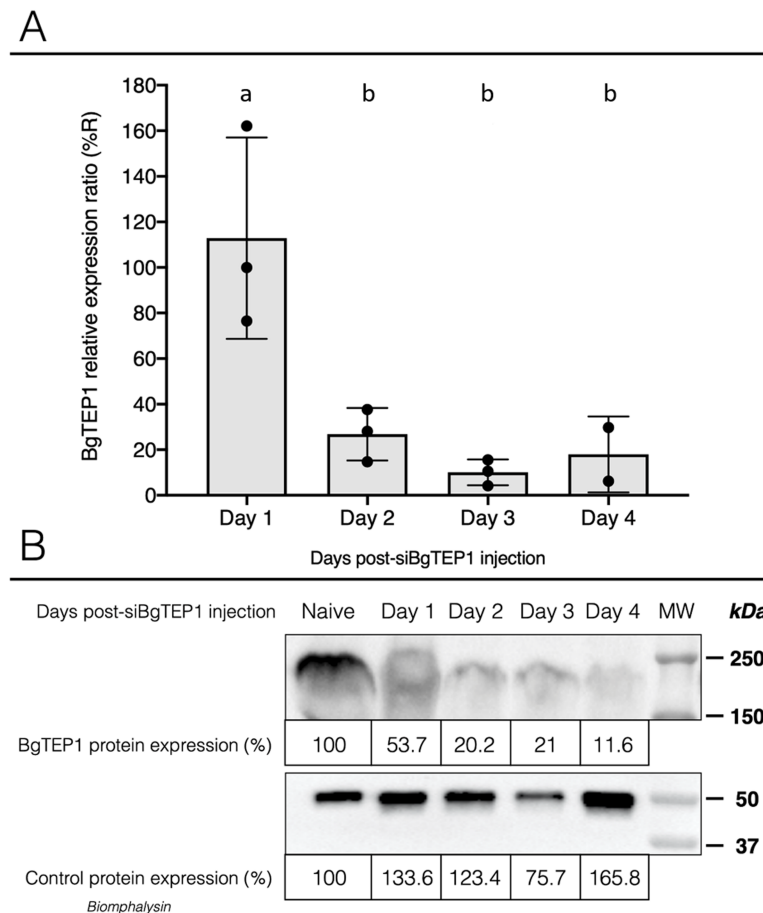 A
BgTEP1 relative expression ratio (%R)
180
160
140
120
100
80
60
40
20
0
a b b b
Day 1 Day 2 Day 3 Day 4
Days post-siBgTEP1 injection
B
Days post-siBgTEP1 injection Naive Day 1 Day 2 Day 3 Day 4 MW kDa
250
150
BgTEP1 protein expression (%) 100 53.7 20.2 21 11.6
50
37
Control protein expression (%) 100 133.6 123.4 75.7 165.8
Biomphalysin